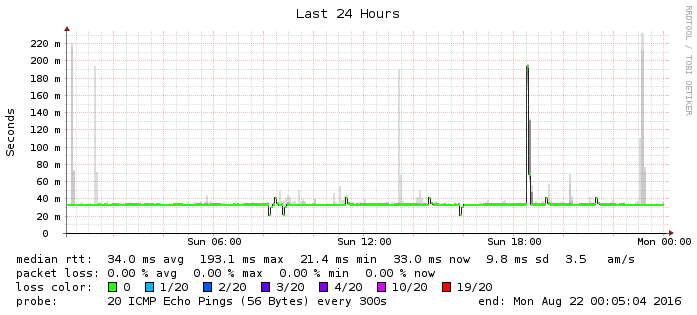 Last 24 Hours
RRDTOOL / TOBI OETIKER
Seconds
220 m
200 m
180 m
160 m
140 m
120 m
100 m
80 m
60 m
40 m
20 m
0
Sun 06:00 Sun 12:00 Sun 18:00 Mon 00:00
median rtt: 34.0 ms avg 193.1 ms max 21.4 ms min 33.0 ms now 9.8 ms sd 3.5 am/s
packet loss: 0.00 % avg 0.00 % max 0.00 % min 0.00 % now
loss color: 0 1/20 2/20 3/20 4/20 10/20 19/20
probe: 20 ICMP Echo Pings (56 Bytes) every 300s end: Mon Aug 22 00:05:04 2016